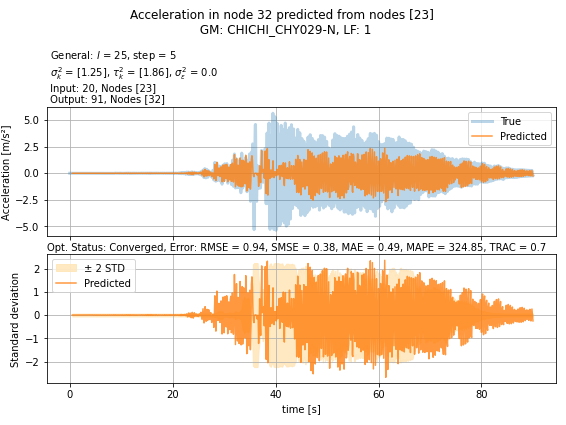 Acceleration in node 32 predicted from nodes [23]
GM: CHICHI_CHY029-N, LF: 1
General: l = 25, step = 5
σ²ₖ = [1.25], τ²ₖ = [1.86], σ²ε = 0.0
Input: 20, Nodes [23]
Output: 91, Nodes [32]
Acceleration [m/s²]
5.0
2.5
0.0
−2.5
−5.0
True
Predicted
Opt. Status: Converged, Error: RMSE = 0.94, SMSE = 0.38, MAE = 0.49, MAPE = 324.85, TRAC = 0.7
Standard deviation
2
1
0
−1
−2
± 2 STD
Predicted
0 20 40 60 80
time [s]